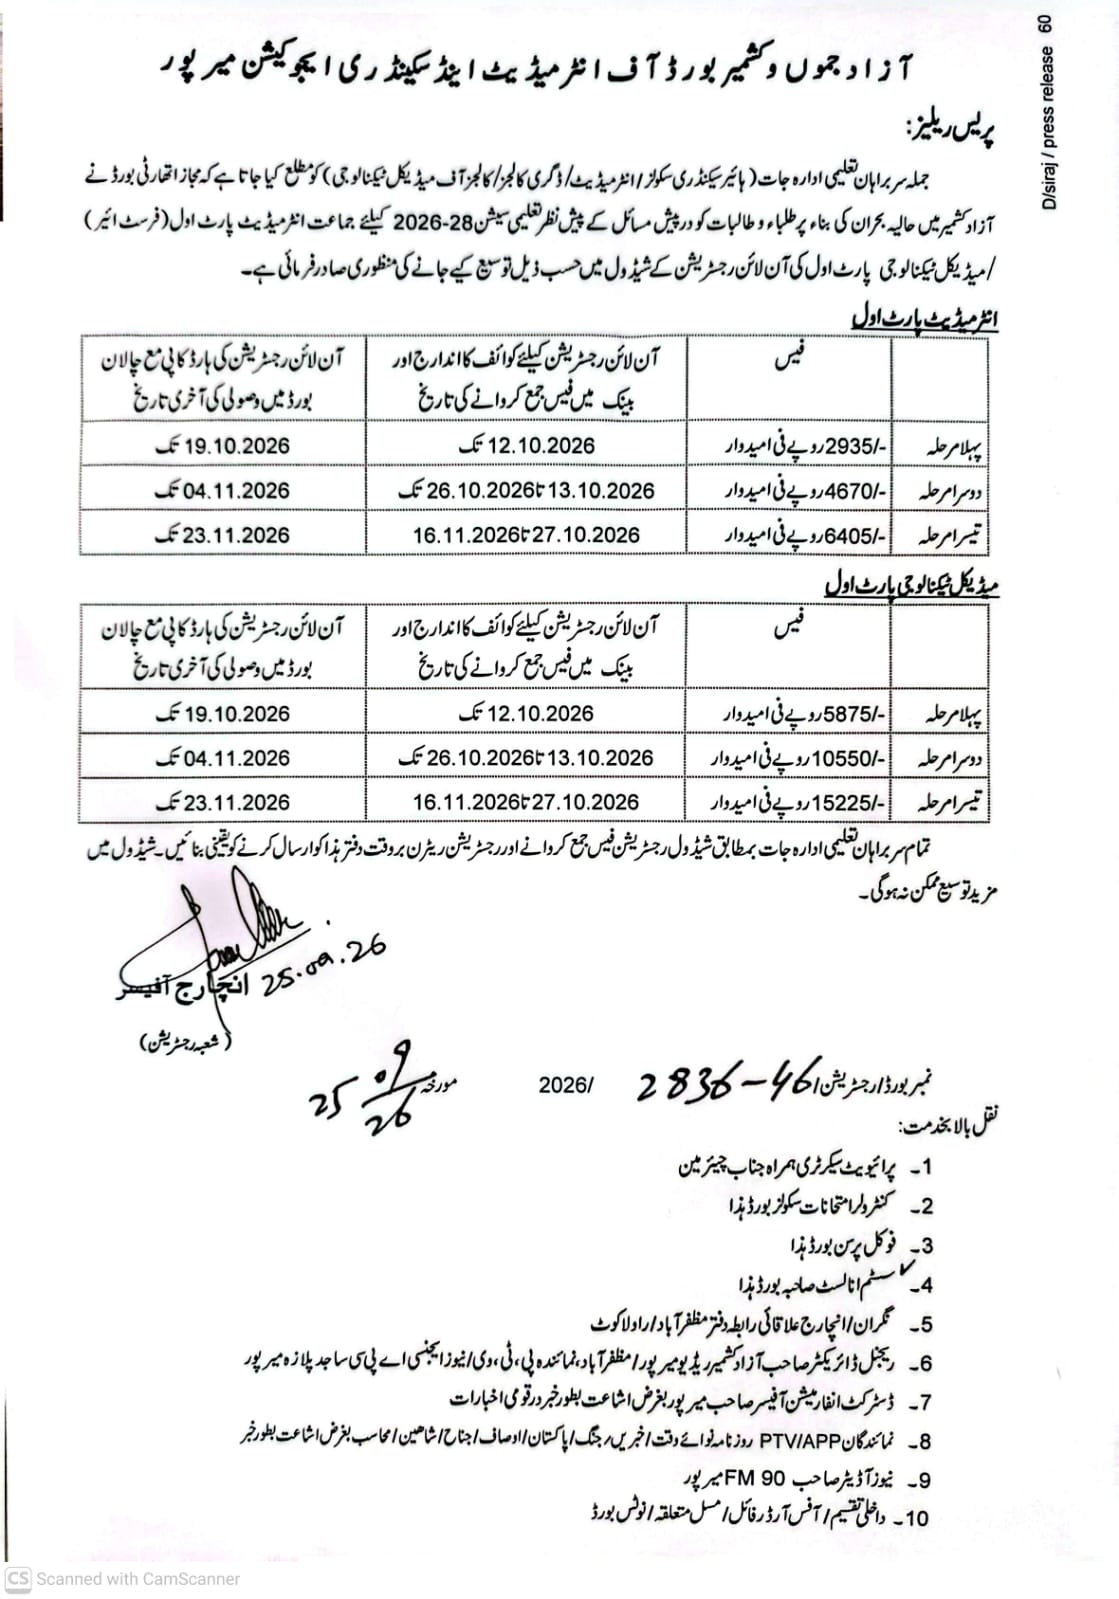 D/siraj / press release 60
آزاد جموں و کشمیر بورڈ آف انٹرمیڈیٹ اینڈ سکینڈری ایجوکیشن میرپور
پریس ریلیز:
جملہ سربراہان تعلیمی ادارہ جات (ہائیر سیکنڈری سکولز/انٹرمیڈیٹ/ڈگری کالجز/کالجز آف میڈیکل ٹیکنالوجی) کو مطلع کیا جاتا ہے کہ مجاز اتھارٹی بورڈ نے
آزاد کشمیر میں حالیہ بحران کی بناء پر طلباء و طالبات کو درپیش مسائل کے پیش نظر تعلیمی سیشن 2026-28 کیلئے جماعت انٹرمیڈیٹ پارٹ اول (فرسٹ ائیر)
/میڈیکل ٹیکنالوجی پارٹ اول کی آن لائن رجسٹریشن کے شیڈول میں حسب ذیل توسیع کیے جانے کی منظوری صادر فرمائی ہے۔
انٹرمیڈیٹ پارٹ اول
فیس آن لائن رجسٹریشن کیلئے کوائف کا اندارج اور آن لائن رجسٹریشن کی ہارڈ کاپی مع چالان
بینک میں فیس جمع کروانے کی تاریخ بورڈ میں وصولی کی آخری تاریخ
پہلا مرحلہ 2935/- روپے فی امیدوار 12.10.2026 تک 19.10.2026 تک
دوسرا مرحلہ 4670/- روپے فی امیدوار 13.10.2026 تا 26.10.2026 تک 04.11.2026 تک
تیسرا مرحلہ 6405/- روپے فی امیدوار 27.10.2026 تا 16.11.2026 23.11.2026 تک
میڈیکل ٹیکنالوجی پارٹ اول
فیس آن لائن رجسٹریشن کیلئے کوائف کا اندارج اور آن لائن رجسٹریشن کی ہارڈ کاپی مع چالان
بینک میں فیس جمع کروانے کی تاریخ بورڈ میں وصولی کی آخری تاریخ
پہلا مرحلہ 5875/- روپے فی امیدوار 12.10.2026 تک 19.10.2026 تک
دوسرا مرحلہ 10550/- روپے فی امیدوار 13.10.2026 تا 26.10.2026 تک 04.11.2026 تک
تیسرا مرحلہ 15225/- روپے فی امیدوار 27.10.2026 تا 16.11.2026 23.11.2026 تک
تمام سربراہان تعلیمی ادارہ جات بمطابق شیڈول رجسٹریشن فیس جمع کروانے اور رجسٹریشن ریٹرن بروقت دفتر ہذا کو ارسال کرنے کو یقینی بنائیں۔ شیڈول میں
مزید توسیع ممکن نہ ہوگی۔
انچارج آفیسر 25.09.26
(شعبہ رجسٹریشن)
نمبر بورڈ/رجسٹریشن/ 2836-46 /2026 مورخہ 25/09/26
نقل بالا بخدمت:
1۔ پرائیویٹ سیکرٹری ہمراہ جناب چیئرمین
2۔ کنٹرولر امتحانات سکولز بورڈ ہذا
3۔ فوکل پرسن بورڈ ہذا
4۔ سسٹم انالسٹ صاحبہ بورڈ ہذا
5۔ نگران/انچارج علاقائی رابطہ دفتر مظفرآباد/راولاکوٹ
6۔ ریجنل ڈائریکٹر صاحب آزاد کشمیر ریڈیو میرپور/مظفرآباد، نمائندہ پی، ٹی، وی/نیوز ایجنسی اے پی سی ساجد پلازہ میرپور
7۔ ڈسٹرکٹ انفارمیشن آفیسر صاحب میرپور بغرض اشاعت بطور خبر در قومی اخبارات
8۔ نمائندگان PTV/APP روزنامہ نوائے وقت/خبریں/جنگ/پاکستان/اوصاف/جناح/شاھین/محاسب بغرض اشاعت بطور خبر
9۔ نیوز آڈیٹر صاحب FM 90 میرپور
10۔ داخلی تقسیم/آفس آرڈر فائل/مسل متعلقہ/نوٹس بورڈ
CS Scanned with CamScanner